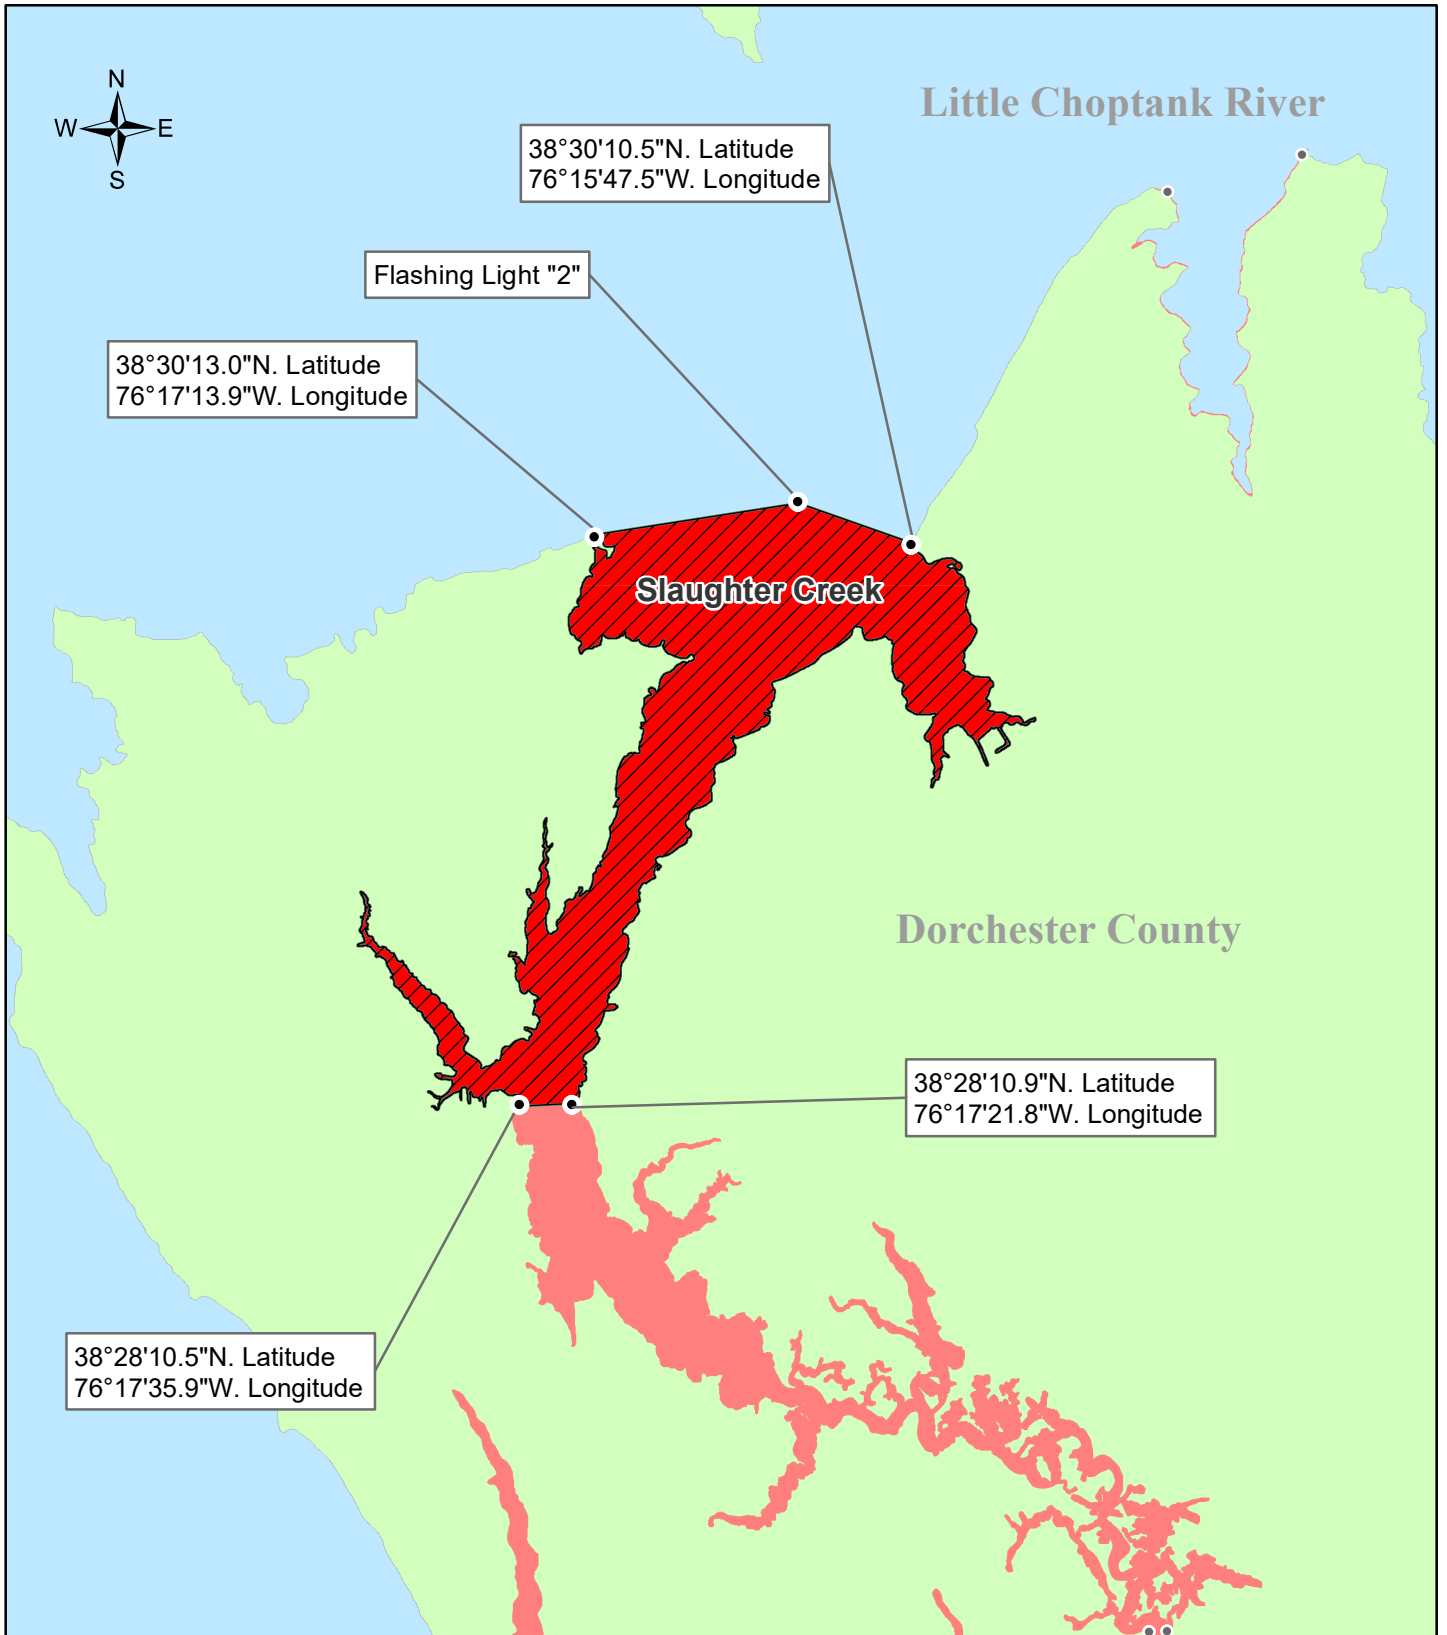 N
W E
S
Little Choptank River
38°30'10.5"N. Latitude
76°15'47.5"W. Longitude
Flashing Light "2"
38°30'13.0"N. Latitude
76°17'13.9"W. Longitude
Slaughter Creek
Dorchester County
38°28'10.9"N. Latitude
76°17'21.8"W. Longitude
38°28'10.5"N. Latitude
76°17'35.9"W. Longitude